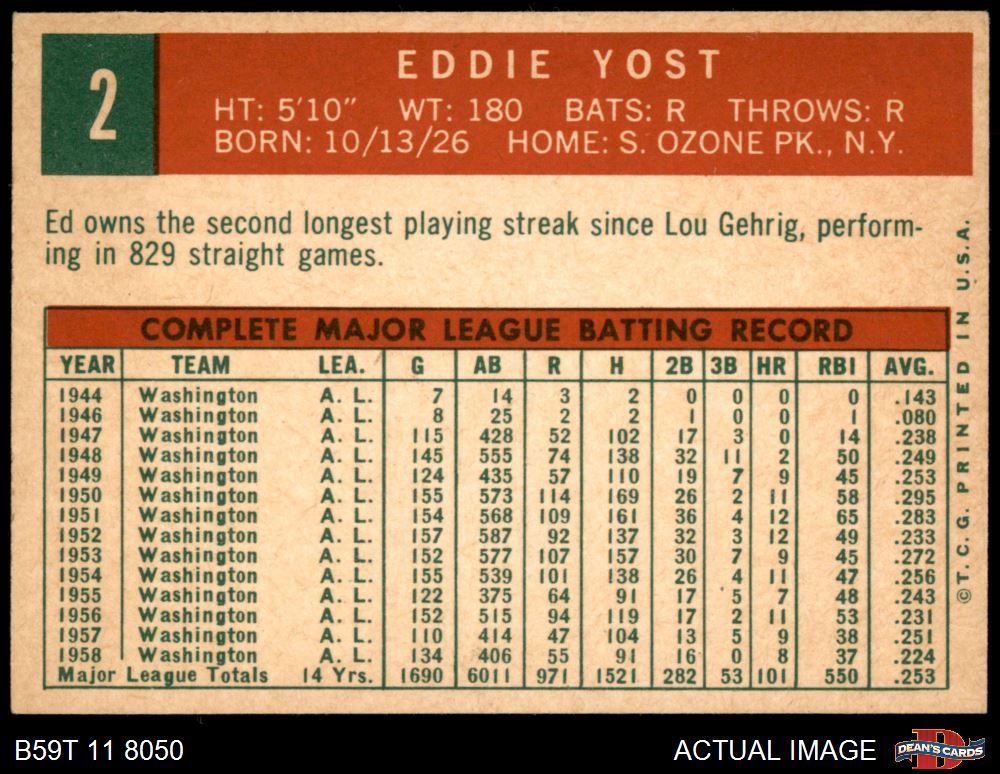 2
EDDIE YOST
HT: 5'10" WT: 180 BATS: R THROWS: R
BORN: 10/13/26 HOME: S. OZONE PK., N.Y.
Ed owns the second longest playing streak since Lou Gehrig, perform-
ing in 829 straight games.
COMPLETE MAJOR LEAGUE BATTING RECORD
YEAR TEAM LEA. G AB R H 2B 3B HR RBI AVG.
1944 Washington A. L. 7 14 3 2 0 0 0 0 .143
1946 Washington A. L. 8 25 2 2 1 0 0 1 .080
1947 Washington A. L. 115 428 52 102 17 3 0 14 .238
1948 Washington A. L. 145 555 74 138 32 11 2 50 .249
1949 Washington A. L. 124 435 57 110 19 7 9 45 .253
1950 Washington A. L. 155 573 114 169 26 2 11 58 .295
1951 Washington A. L. 154 568 109 161 36 4 12 65 .283
1952 Washington A. L. 157 587 92 137 32 3 12 49 .233
1953 Washington A. L. 152 577 107 157 30 7 9 45 .272
1954 Washington A. L. 155 539 101 138 26 4 11 47 .256
1955 Washington A. L. 122 375 64 91 17 5 7 48 .243
1956 Washington A. L. 152 515 94 119 17 2 11 53 .231
1957 Washington A. L. 110 414 47 104 13 5 9 38 .251
1958 Washington A. L. 134 406 55 91 16 0 8 37 .224
Major League Totals 14 Yrs. 1690 6011 971 1521 282 53 101 550 .253
©T.C.G. PRINTED IN U.S.A.
B59T 11 8050
ACTUAL IMAGE
D
DEAN'S CARDS